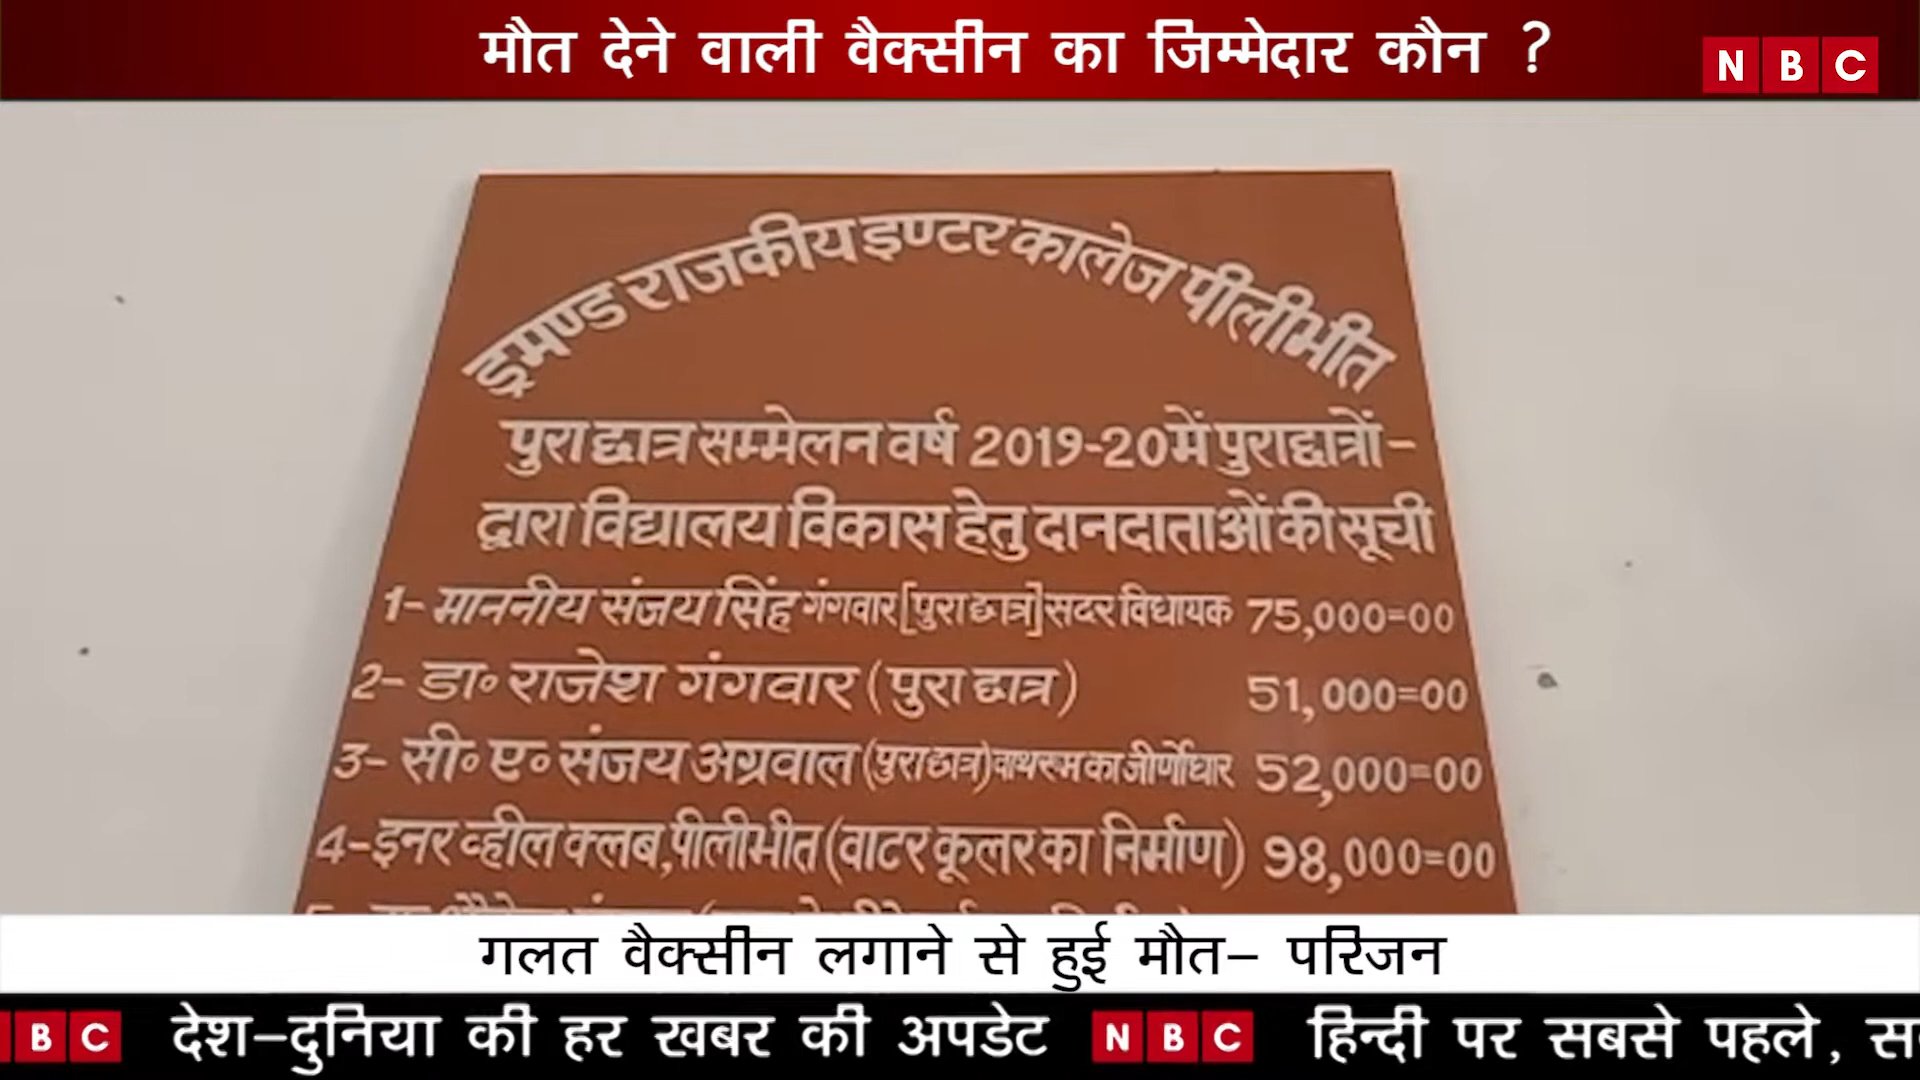 मौत देने वाली वैक्सीन का जिम्मेदार कौन ?
NBC
ड्रमण्ड राजकीय इण्टर कालेज पीलीभीत
पुरा छात्र सम्मेलन वर्ष 2019-20 में पुराछात्रों-
द्वारा विद्यालय विकास हेतु दानदाताओं की सूची
1- माननीय संजय सिंह गंगवार [पुरा छात्र] सदर विधायक 75,000=00
2- डा० राजेश गंगवार (पुरा छात्र) 51,000=00
3- सी० ए० संजय अग्रवाल (पुरा छात्र) वाथरूम का जीर्णोधार 52,000=00
4- इनर व्हील क्लब, पीलीभीत (वाटर कूलर का निर्माण) 98,000=00
गलत वैक्सीन लगाने से हुई मौत- परिजन
BC देश-दुनिया की हर खबर की अपडेट NBC हिन्दी पर सबसे पहले,